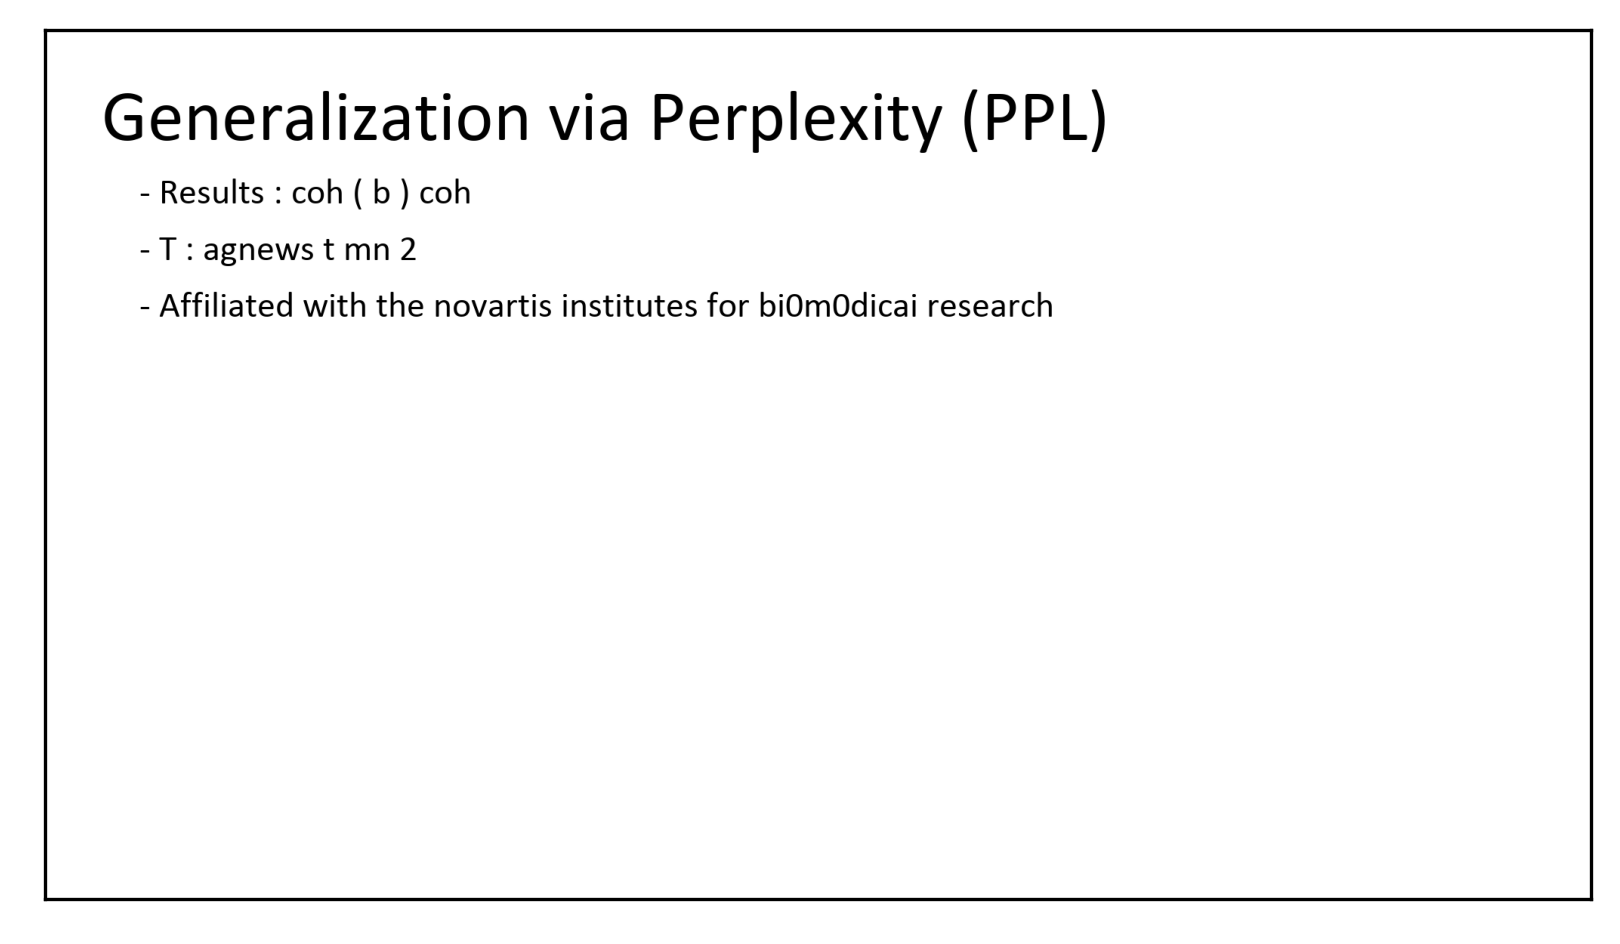 Generalization via Perplexity (PPL)
- Results : coh ( b ) coh
- T : agnews t mn 2
- Affiliated with the novartis institutes for bi0m0dicai research